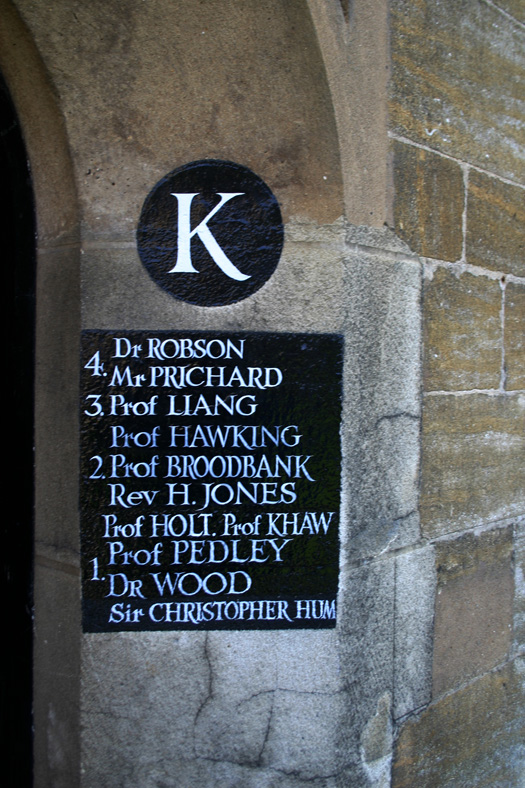 K
4. Dr ROBSON
Mr PRICHARD
3. Prof LIANG
Prof HAWKING
2. Prof BROODBANK
Rev H. JONES
Prof HOLT. Prof KHAW
1. Prof PEDLEY
DR WOOD
Sir CHRISTOPHER HUM